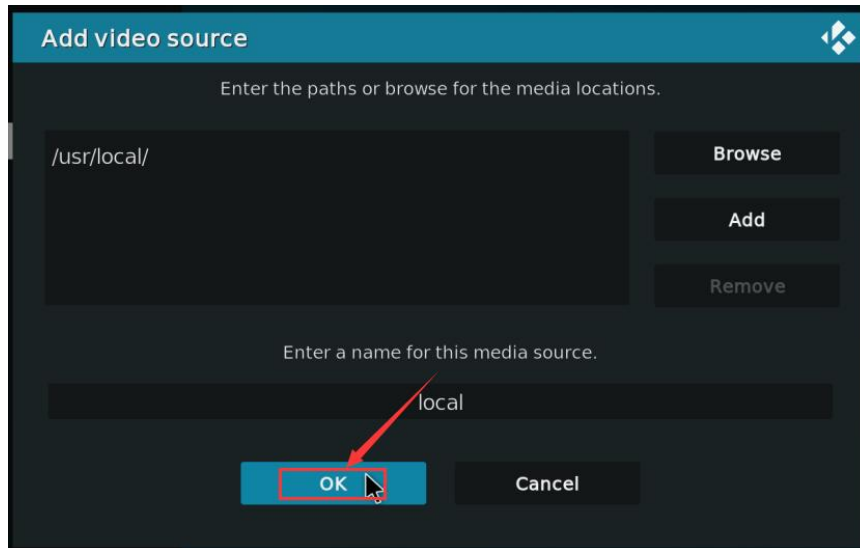 Add video source
Enter the paths or browse for the media locations.
/usr/local/
Browse
Add
Remove
Enter a name for this media source.
local
OK
Cancel